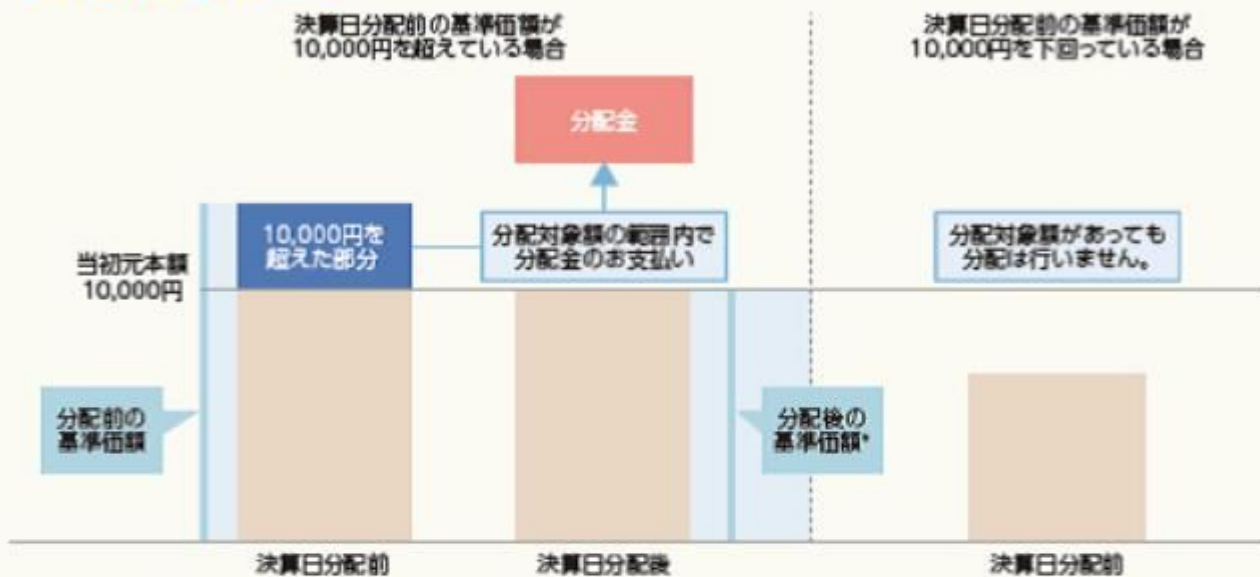 決算日分配前の基準価額が
10,000円を超えている場合
決算日分配前の基準価額が
10,000円を下回っている場合
分配金
10,000円を
超えた部分
分配対象額の範囲内で
分配金のお支払い
分配対象額があっても
分配は行いません。
当初元本額
10,000円
分配前の
基準価額
分配後の
基準価額*
決算日分配前
決算日分配後
決算日分配前